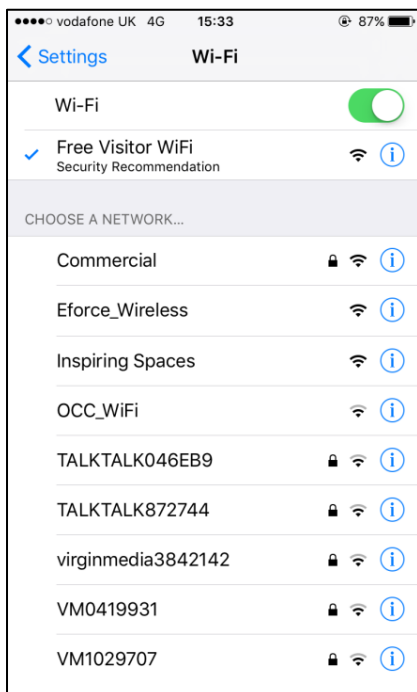 vodafone UK 4G 15:33 87%
Settings Wi-Fi
Wi-Fi
Free Visitor WiFi
Security Recommendation
CHOOSE A NETWORK...
Commercial
Eforce_Wireless
Inspiring Spaces
OCC_WiFi
TALKTALK046EB9
TALKTALK872744
virginmedia3842142
VM0419931
VM1029707